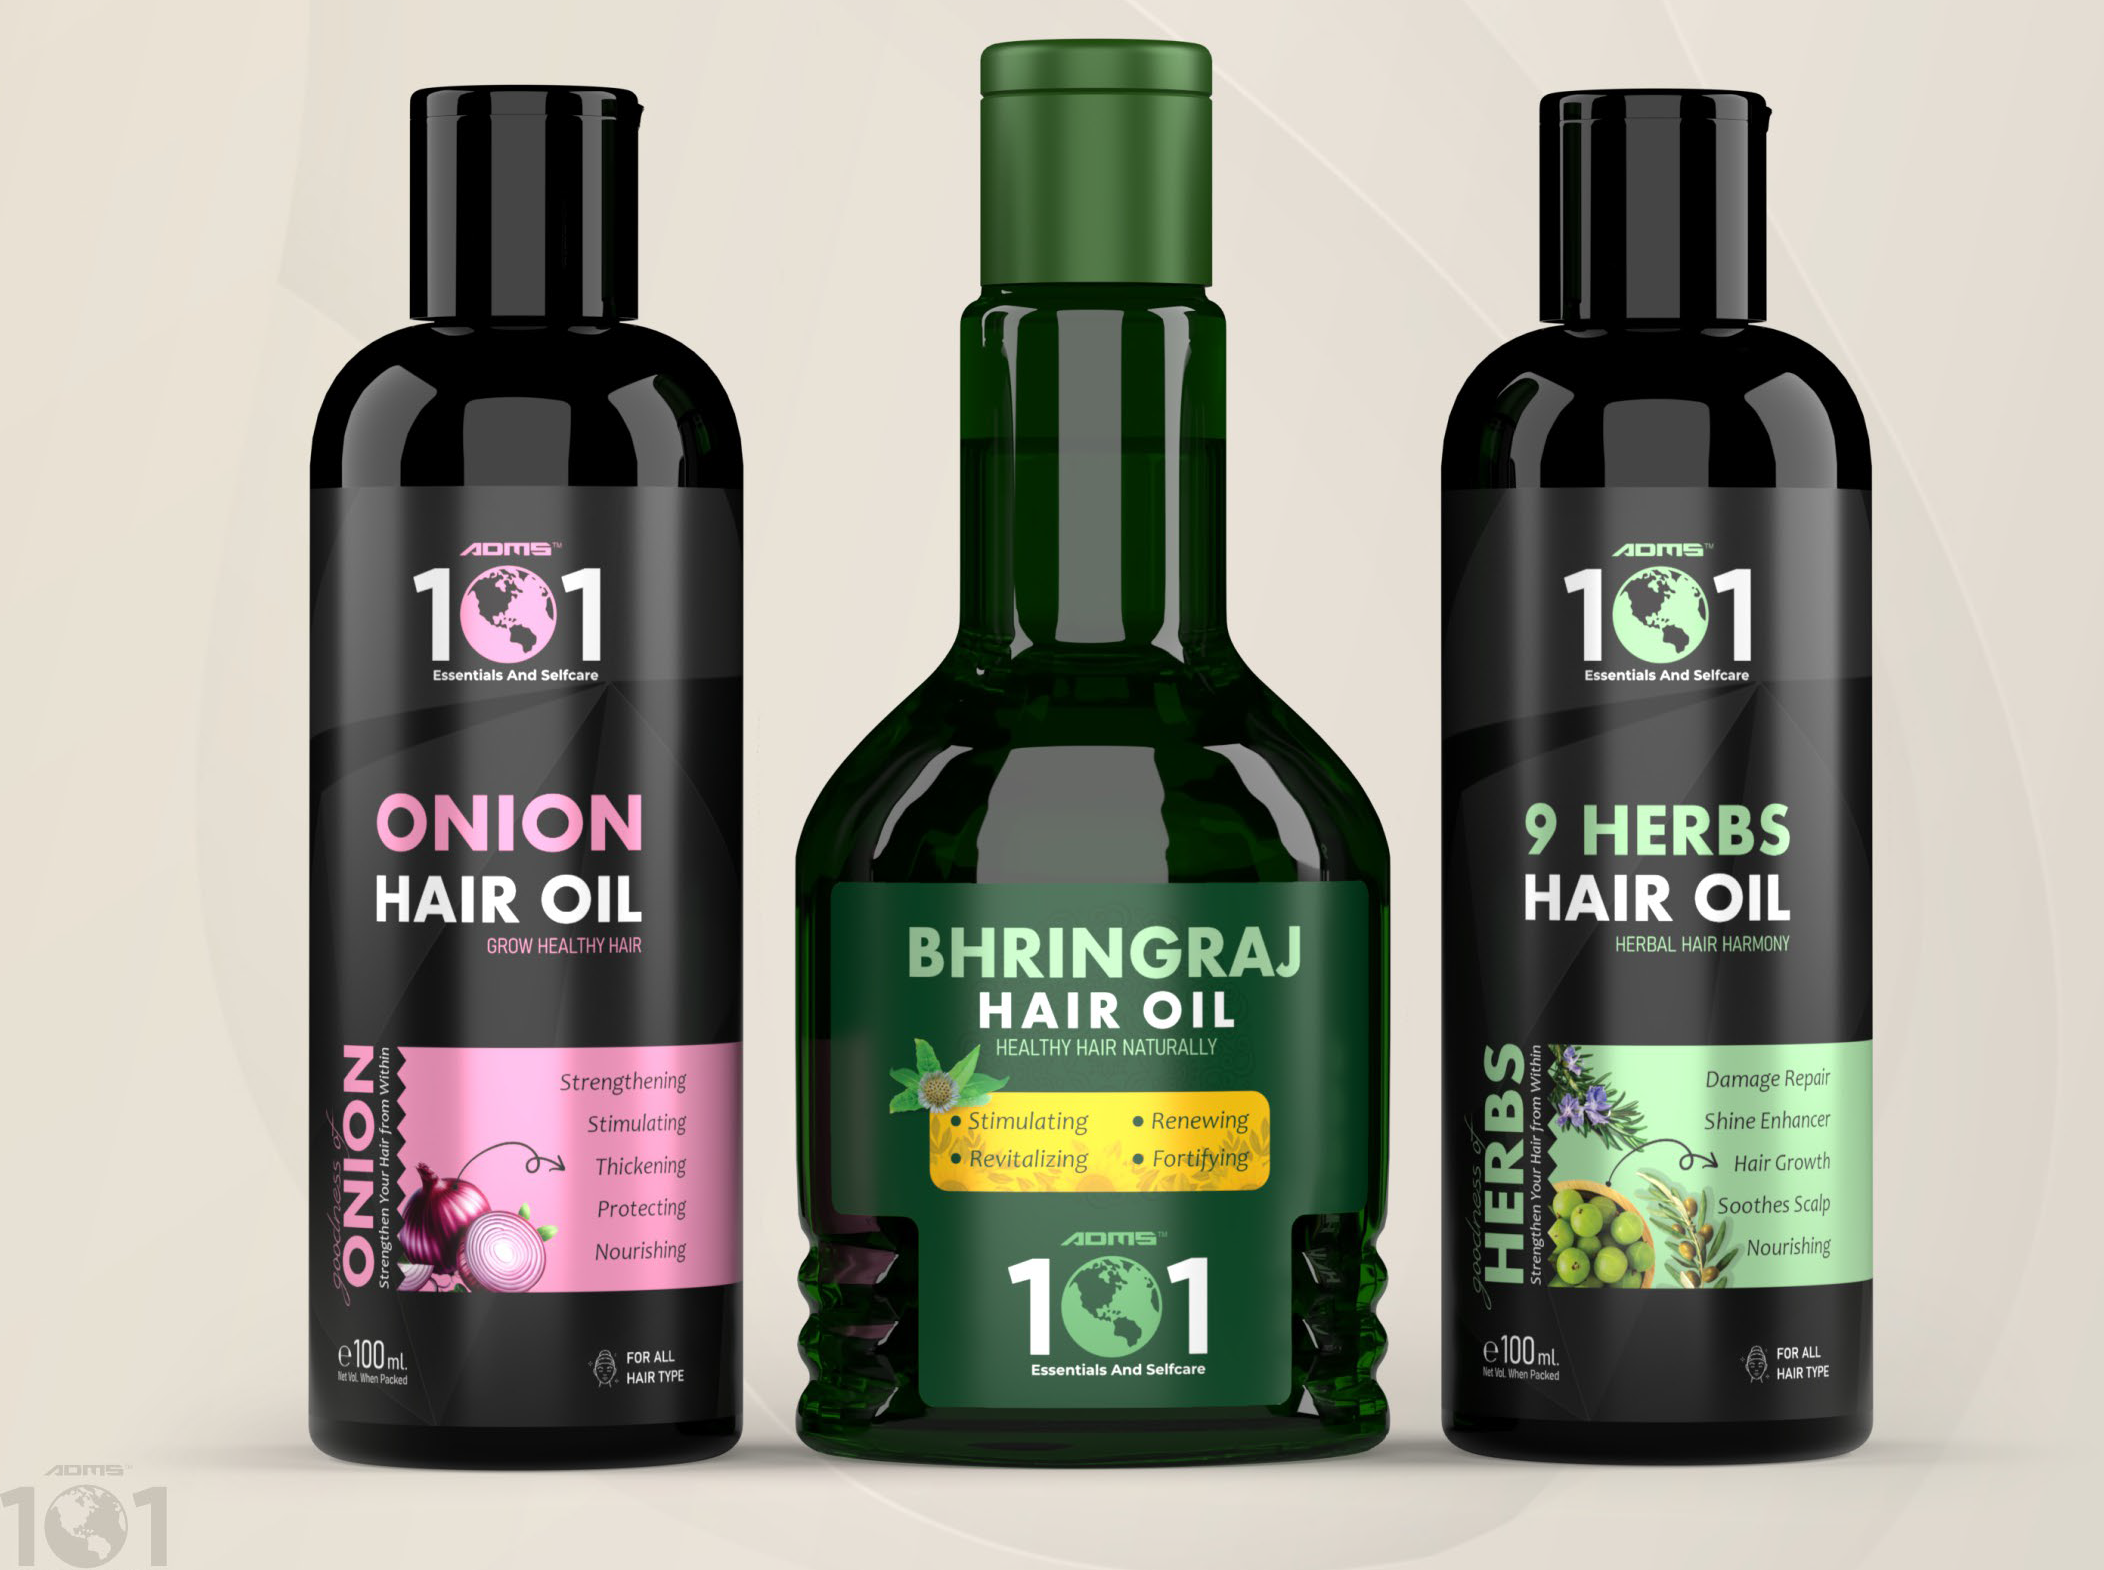 ADMS™
101
Essentials And Selfcare
ONION
HAIR OIL
GROW HEALTHY HAIR
goodness of
ONION
Strengthen Your Hair from Within
Strengthening
Stimulating
Thickening
Protecting
Nourishing
℮100 ml.
Net Vol. When Packed
FOR ALL
HAIR TYPE
BHRINGRAJ
HAIR OIL
HEALTHY HAIR NATURALLY
• Stimulating • Renewing
• Revitalizing • Fortifying
ADMS™
101
Essentials And Selfcare
ADMS™
101
Essentials And Selfcare
9 HERBS
HAIR OIL
HERBAL HAIR HARMONY
goodness of
HERBS
Strengthen Your Hair from Within
Damage Repair
Shine Enhancer
Hair Growth
Soothes Scalp
Nourishing
℮100 ml.
Net Vol. When Packed
FOR ALL
HAIR TYPE
ADMS™
101